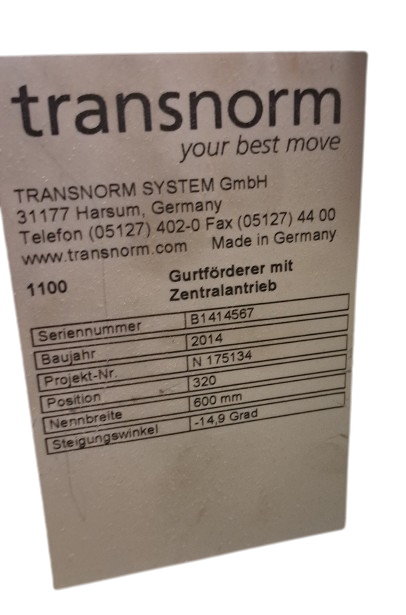 transnorm
your best move
TRANSNORM SYSTEM GmbH
31177 Harsum, Germany
Telefon (05127) 402-0 Fax (05127) 44 00
www.transnorm.com Made in Germany
1100 Gurtförderer mit
Zentralantrieb
Seriennummer B1414567
Baujahr 2014
Projekt-Nr. N 175134
Position 320
Nennbreite 600 mm
Steigungswinkel -14,9 Grad